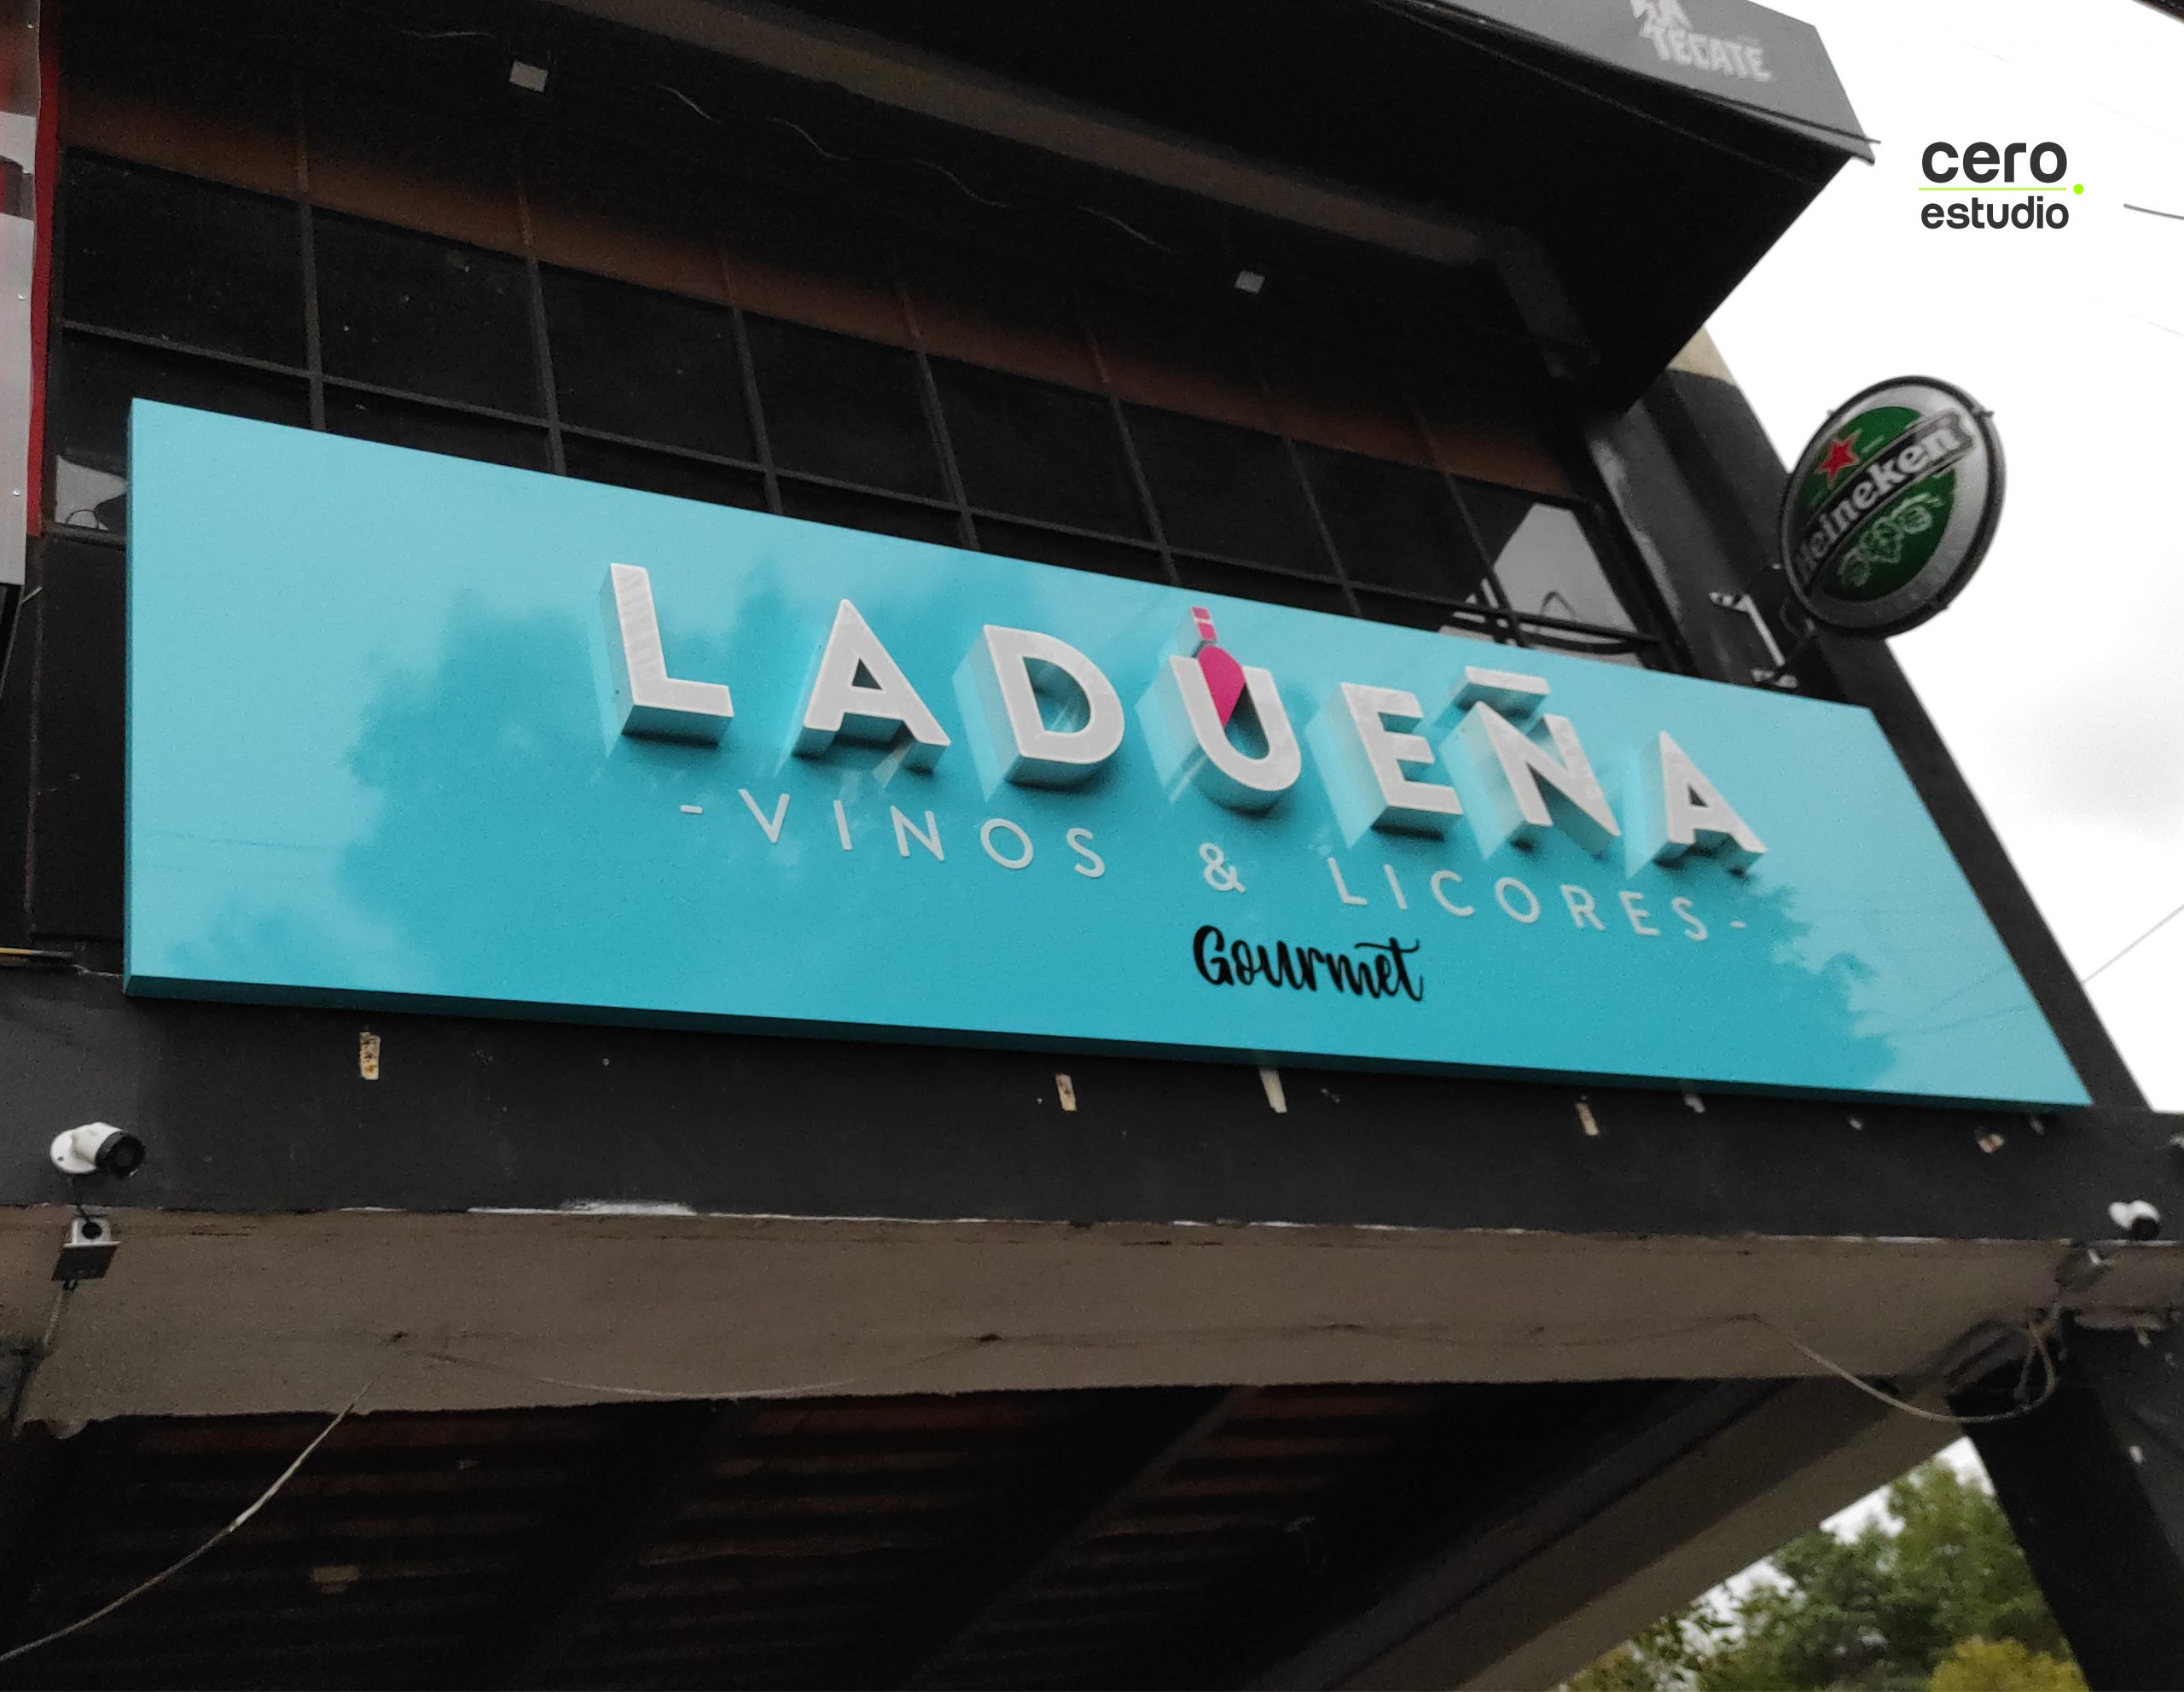 TECATE
cero.
estudio
Heineken
LADUEÑA
-VINOS & LICORES-
Gourmet